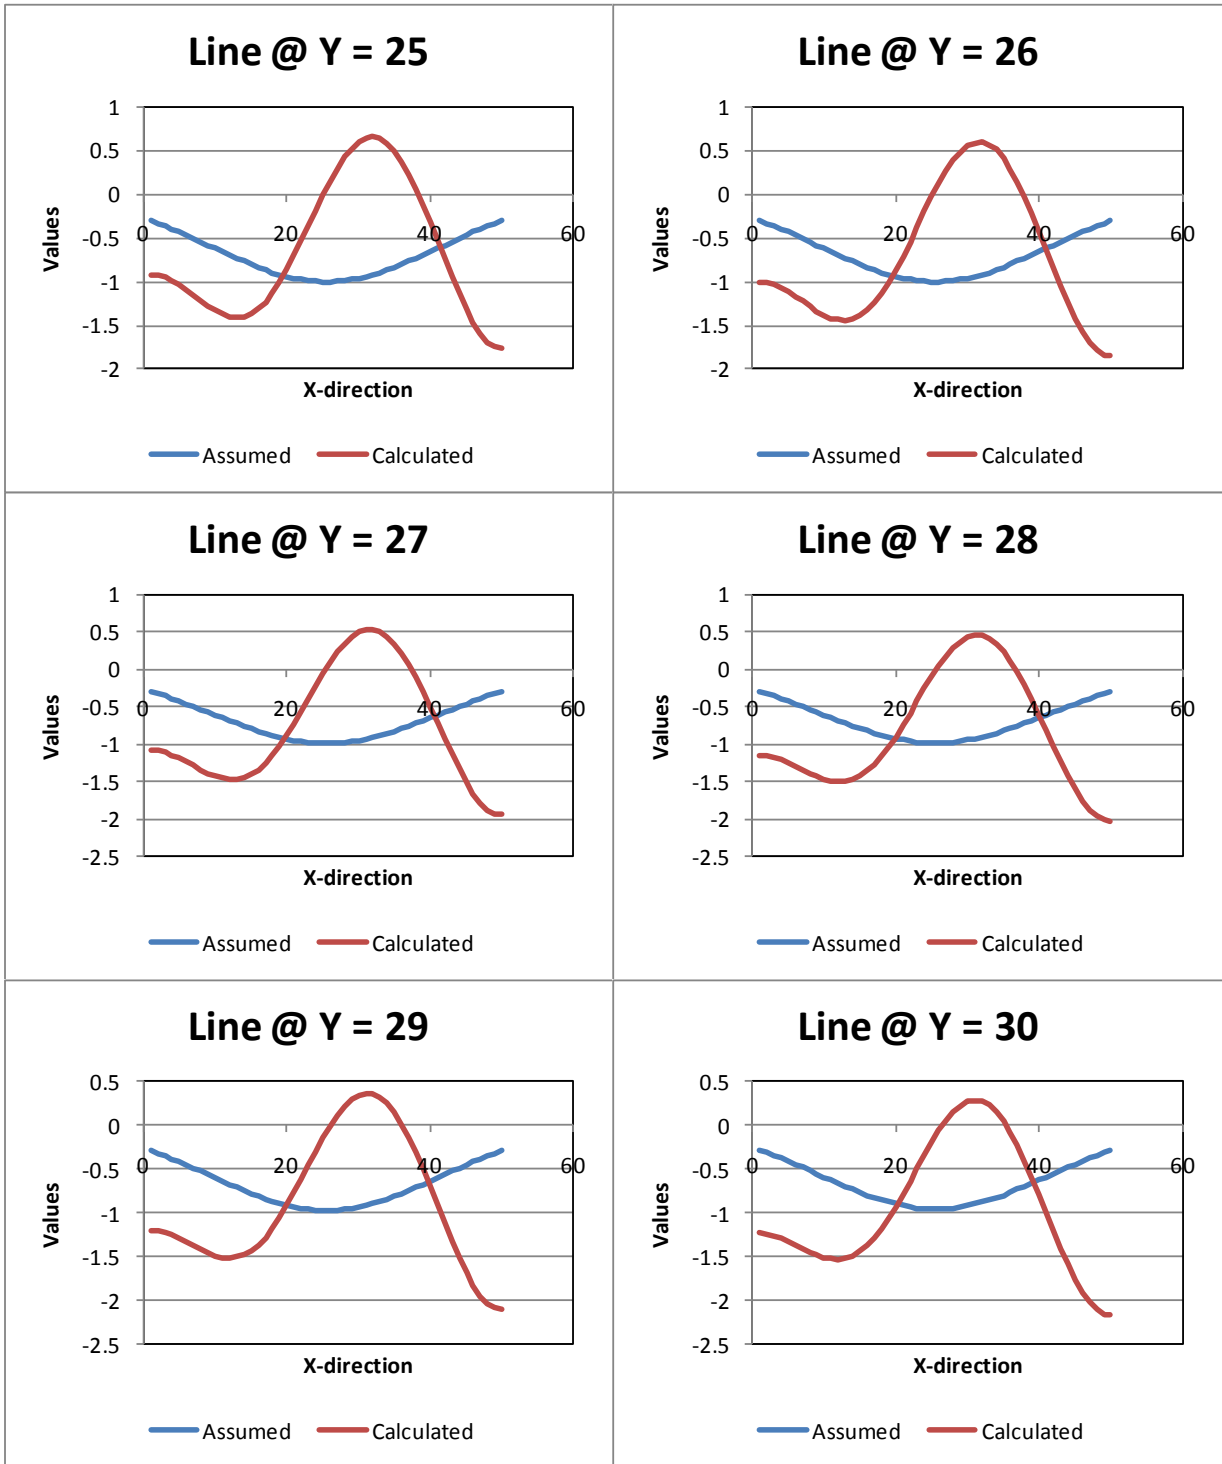 Line @ Y = 25
1
0.5
0
-0.5
-1
-1.5
-2
0 20 40 60
Values
X-direction
Assumed Calculated
Line @ Y = 26
1
0.5
0
-0.5
-1
-1.5
-2
0 20 40 60
Values
X-direction
Assumed Calculated
Line @ Y = 27
1
0.5
0
-0.5
-1
-1.5
-2
-2.5
0 20 40 60
Values
X-direction
Assumed Calculated
Line @ Y = 28
1
0.5
0
-0.5
-1
-1.5
-2
-2.5
0 20 40 60
Values
X-direction
Assumed Calculated
Line @ Y = 29
0.5
0
-0.5
-1
-1.5
-2
-2.5
0 20 40 60
Values
X-direction
Assumed Calculated
Line @ Y = 30
0.5
0
-0.5
-1
-1.5
-2
-2.5
0 20 40 60
Values
X-direction
Assumed Calculated